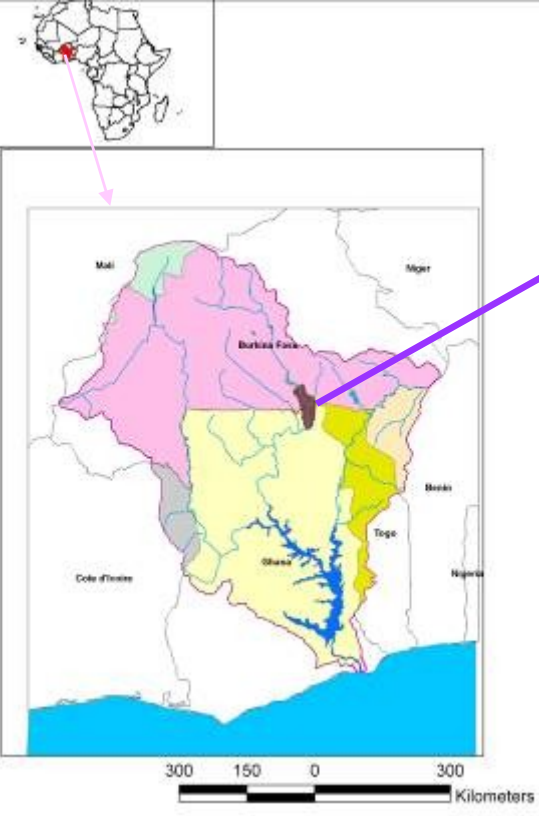 Mali
Niger
Burkina Faso
Benin
Togo
Ghana
Nigeria
Cote d'Ivoire
300 150 0 300
Kilometers